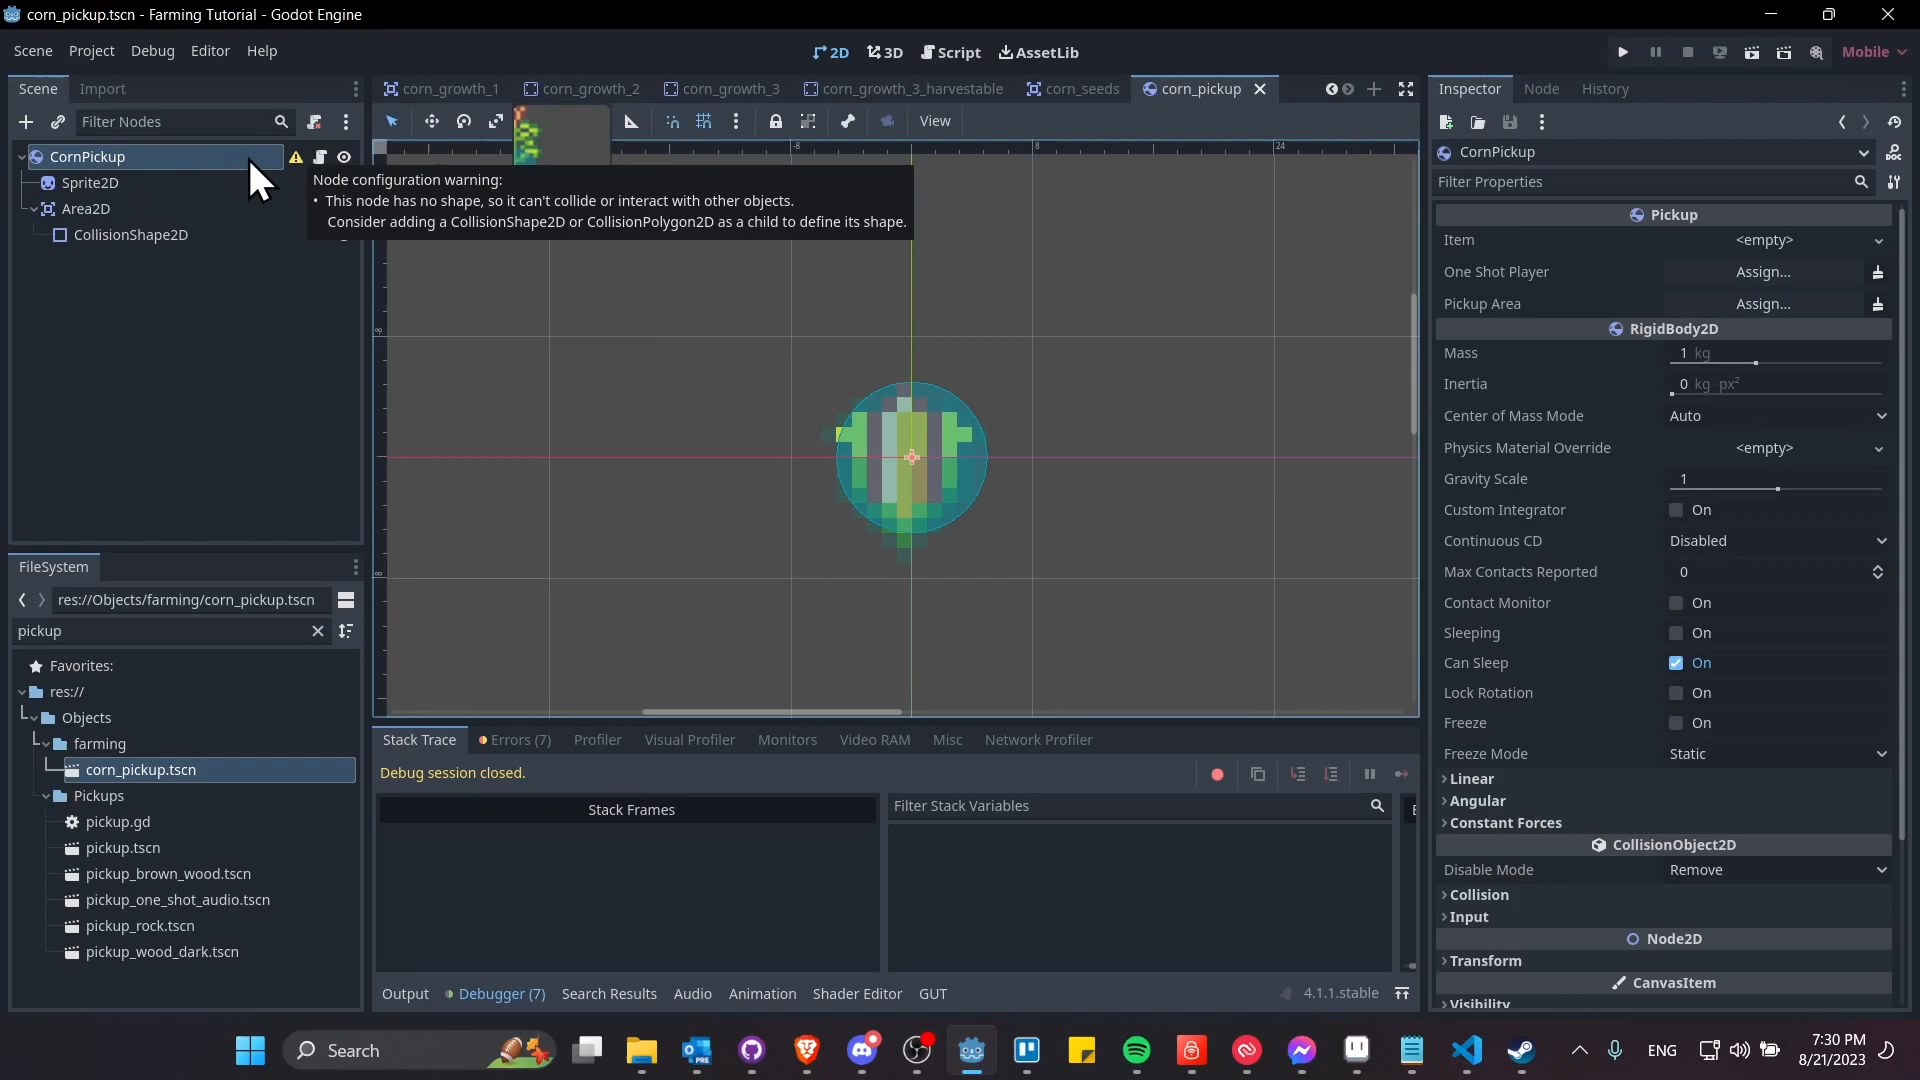 corn_pickup.tscn - Farming Tutorial - Godot Engine
Scene Project Debug Editor Help
2D 3D Script AssetLib
Mobile
Scene Import
corn_growth_1 corn_growth_2 corn_growth_3 corn_growth_3_harvestable corn_seeds corn_pickup
Inspector Node History
Filter Nodes
View
-8 8 24
CornPickup
CornPickup
Filter Properties
Sprite2D
Area2D
CollisionShape2D
Node configuration warning:
• This node has no shape, so it can't collide or interact with other objects.
Consider adding a CollisionShape2D or CollisionPolygon2D as a child to define its shape.
Pickup
Item <empty>
One Shot Player Assign...
Pickup Area Assign...
RigidBody2D
Mass 1 kg
Inertia 0 kg·px²
Center of Mass Mode Auto
Physics Material Override <empty>
Gravity Scale 1
Custom Integrator On
Continuous CD Disabled
Max Contacts Reported 0
Contact Monitor On
Sleeping On
Can Sleep On
Lock Rotation On
Freeze On
Freeze Mode Static
Linear
Angular
Constant Forces
CollisionObject2D
Disable Mode Remove
Collision
Input
Node2D
Transform
CanvasItem
Visibility
-8
8
FileSystem
res://Objects/farming/corn_pickup.tscn
pickup
Favorites:
res://
Objects
farming
corn_pickup.tscn
Pickups
pickup.gd
pickup.tscn
pickup_brown_wood.tscn
pickup_one_shot_audio.tscn
pickup_rock.tscn
pickup_wood_dark.tscn
Stack Trace Errors (7) Profiler Visual Profiler Monitors Video RAM Misc Network Profiler
Debug session closed.
Stack Frames
Filter Stack Variables
Output Debugger (7) Search Results Audio Animation Shader Editor GUT
4.1.1.stable
Search
PRE
ENG
7:30 PM
8/21/2023